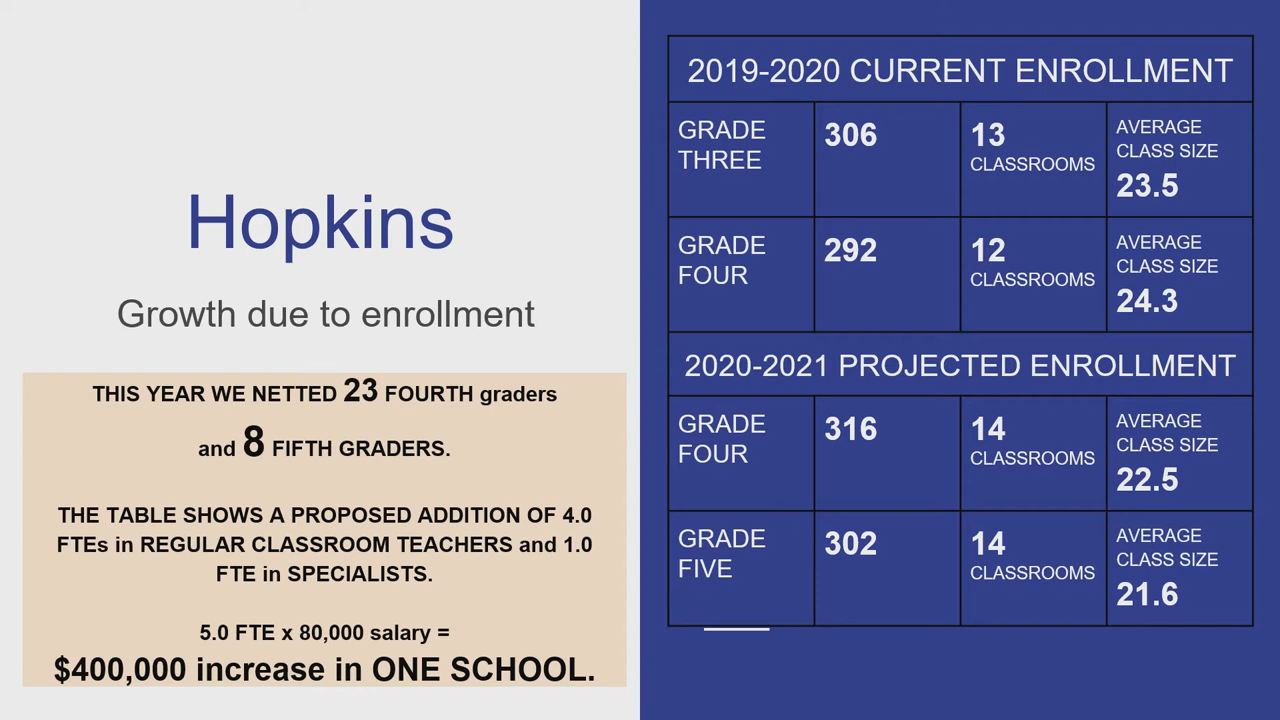 Hopkins
Growth due to enrollment
THIS YEAR WE NETTED 23 FOURTH graders
and 8 FIFTH GRADERS.
THE TABLE SHOWS A PROPOSED ADDITION OF 4.0
FTEs in REGULAR CLASSROOM TEACHERS and 1.0
FTE in SPECIALISTS.
5.0 FTE x 80,000 salary =
$400,000 increase in ONE SCHOOL.
2019-2020 CURRENT ENROLLMENT
GRADE
THREE
306
13
CLASSROOMS
AVERAGE
CLASS SIZE
23.5
GRADE
FOUR
292
12
CLASSROOMS
AVERAGE
CLASS SIZE
24.3
2020-2021 PROJECTED ENROLLMENT
GRADE
FOUR
316
14
CLASSROOMS
AVERAGE
CLASS SIZE
22.5
GRADE
FIVE
302
14
CLASSROOMS
AVERAGE
CLASS SIZE
21.6